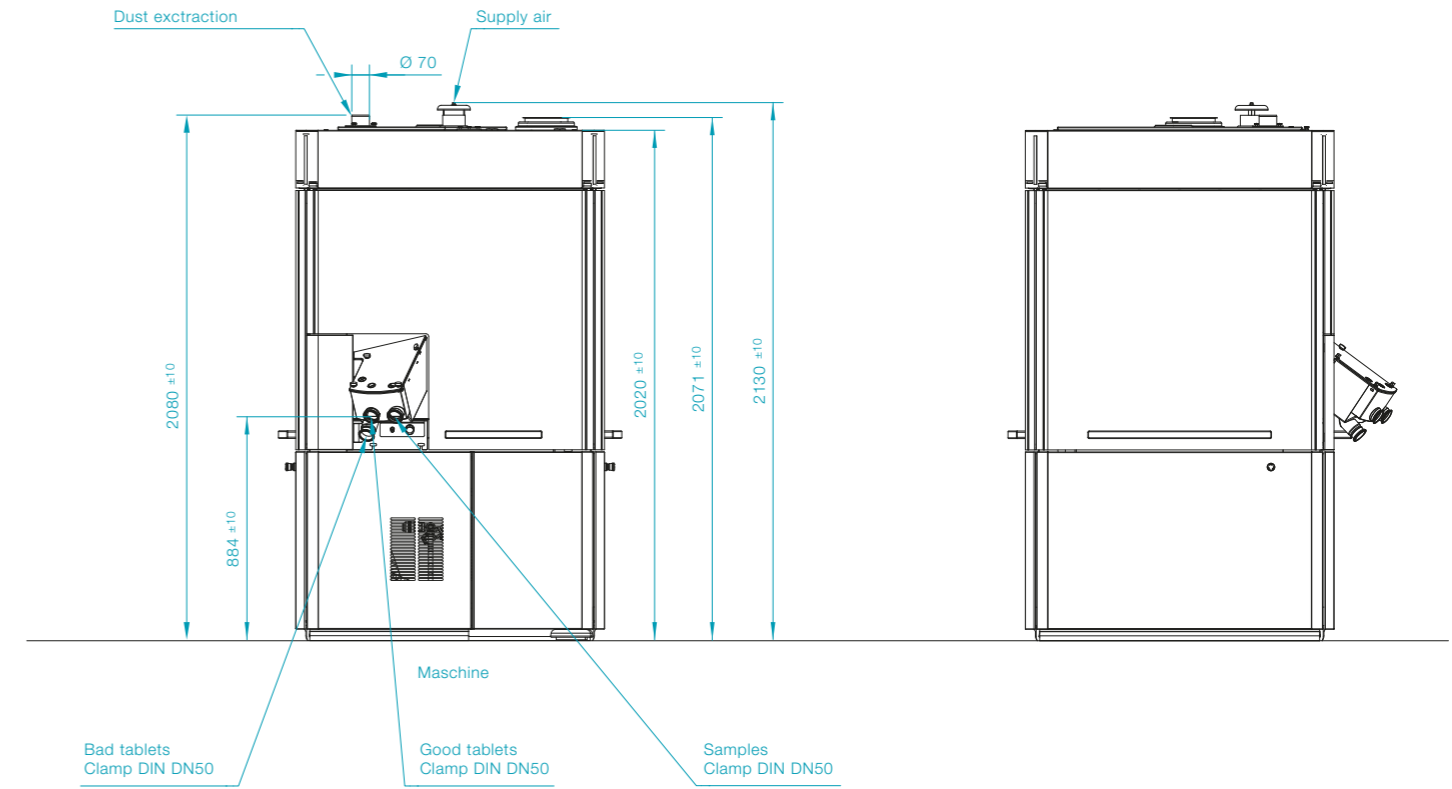 Dust exctraction
Supply air
Ø 70
2080 ±10
884 ±10
2020 ±10
2071 ±10
2130 ±10
Maschine
Bad tablets
Clamp DIN DN50
Good tablets
Clamp DIN DN50
Samples
Clamp DIN DN50